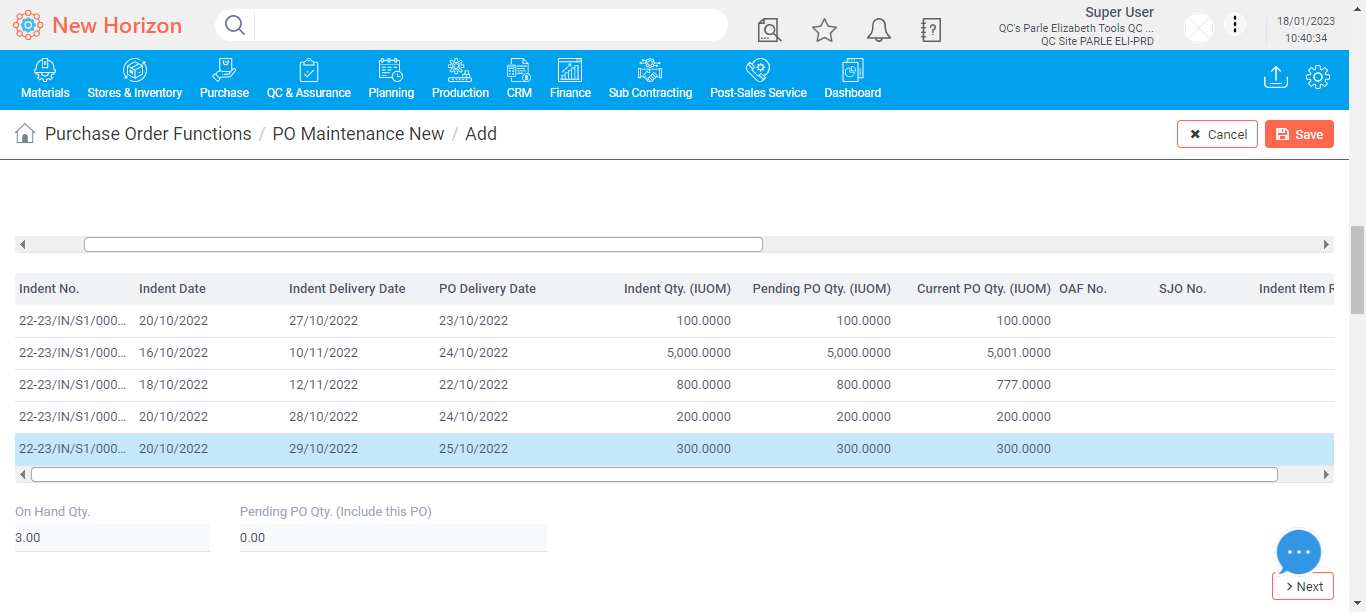 New Horizon
Super User
QC's Parle Elizabeth Tools QC ...
QC Site PARLE ELI-PRD
18/01/2023
10:40:34
Materials Stores & Inventory Purchase QC & Assurance Planning Production CRM Finance Sub Contracting Post-Sales Service Dashboard
Purchase Order Functions / PO Maintenance New / Add
Cancel Save
Indent No. Indent Date Indent Delivery Date PO Delivery Date Indent Qty. (IUOM) Pending PO Qty. (IUOM) Current PO Qty. (IUOM) OAF No. SJO No. Indent Item R
22-23/IN/S1/000... 20/10/2022 27/10/2022 23/10/2022 100.0000 100.0000 100.0000
22-23/IN/S1/000... 16/10/2022 10/11/2022 24/10/2022 5,000.0000 5,000.0000 5,001.0000
22-23/IN/S1/000... 18/10/2022 12/11/2022 22/10/2022 800.0000 800.0000 777.0000
22-23/IN/S1/000... 20/10/2022 28/10/2022 24/10/2022 200.0000 200.0000 200.0000
22-23/IN/S1/000... 20/10/2022 29/10/2022 25/10/2022 300.0000 300.0000 300.0000
On Hand Qty. Pending PO Qty. (Include this PO)
3.00 0.00
Next